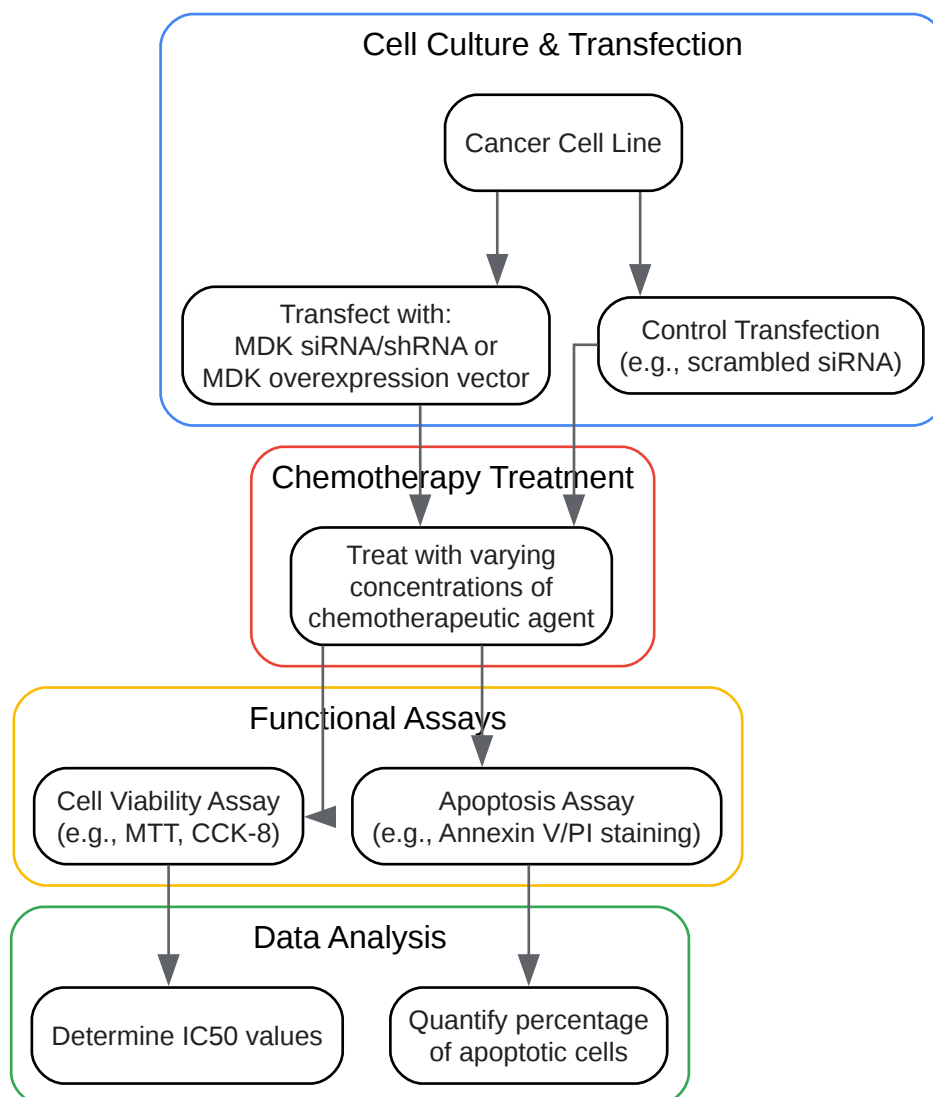 Cell Culture & Transfection
Cancer Cell Line
Transfect with:
MDK siRNA/shRNA or
MDK overexpression vector
Control Transfection
(e.g., scrambled siRNA)
Chemotherapy Treatment
Treat with varying
concentrations of
chemotherapeutic agent
Functional Assays
Cell Viability Assay
(e.g., MTT, CCK-8)
Apoptosis Assay
(e.g., Annexin V/PI staining)
Data Analysis
Determine IC50 values
Quantify percentage
of apoptotic cells